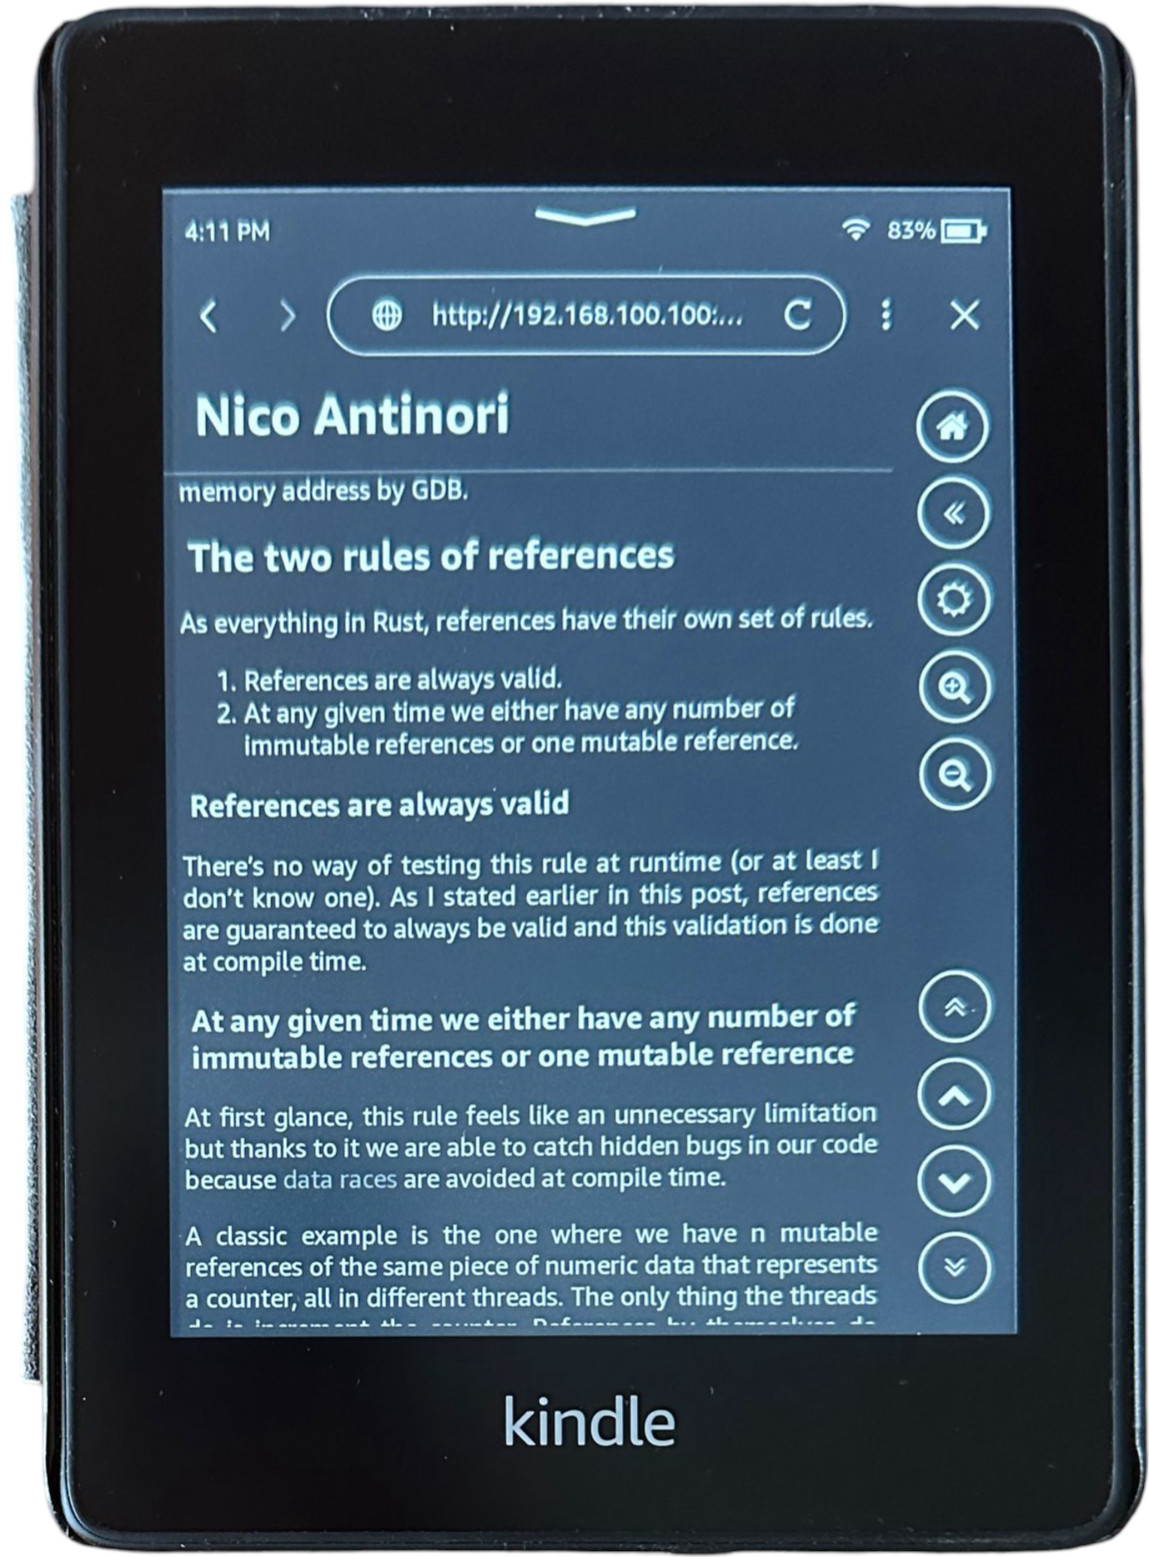 4:11 PM
83%
http://192.168.100.100:...
Nico Antinori
memory address by GDB.
The two rules of references
As everything in Rust, references have their own set of rules.
1. References are always valid.
2. At any given time we either have any number of
immutable references or one mutable reference.
References are always valid
There's no way of testing this rule at runtime (or at least I
don't know one). As I stated earlier in this post, references
are guaranteed to always be valid and this validation is done
at compile time.
At any given time we either have any number of
immutable references or one mutable reference
At first glance, this rule feels like an unnecessary limitation
but thanks to it we are able to catch hidden bugs in our code
because data races are avoided at compile time.
A classic example is the one where we have n mutable
references of the same piece of numeric data that represents
a counter, all in different threads. The only thing the threads
do is increment the counter. References by themselves do
kindle